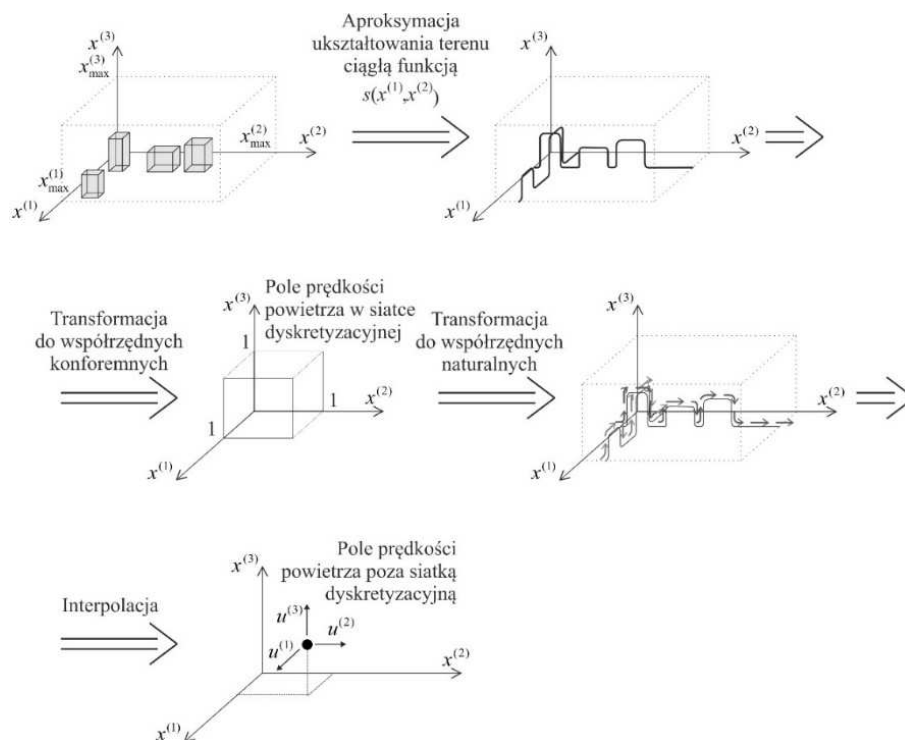 x(3)
x(3)max
x(2)max
x(2)
x(1)max
x(1)
Aproksymacja
ukształtowania terenu
ciągłą funkcją
s(x(1),x(2))
x(3)
x(2)
x(1)
Transformacja
do współrzędnych
konforemnych
x(3)
Pole prędkości
powietrza w siatce
dyskretyzacyjnej
1
x(2)
1
1
x(1)
Transformacja
do współrzędnych
naturalnych
x(3)
x(2)
x(1)
Interpolacja
x(3)
Pole prędkości
powietrza poza siatką
dyskretyzacyjną
u(3)
u(2)
u(1)
x(2)
x(1)